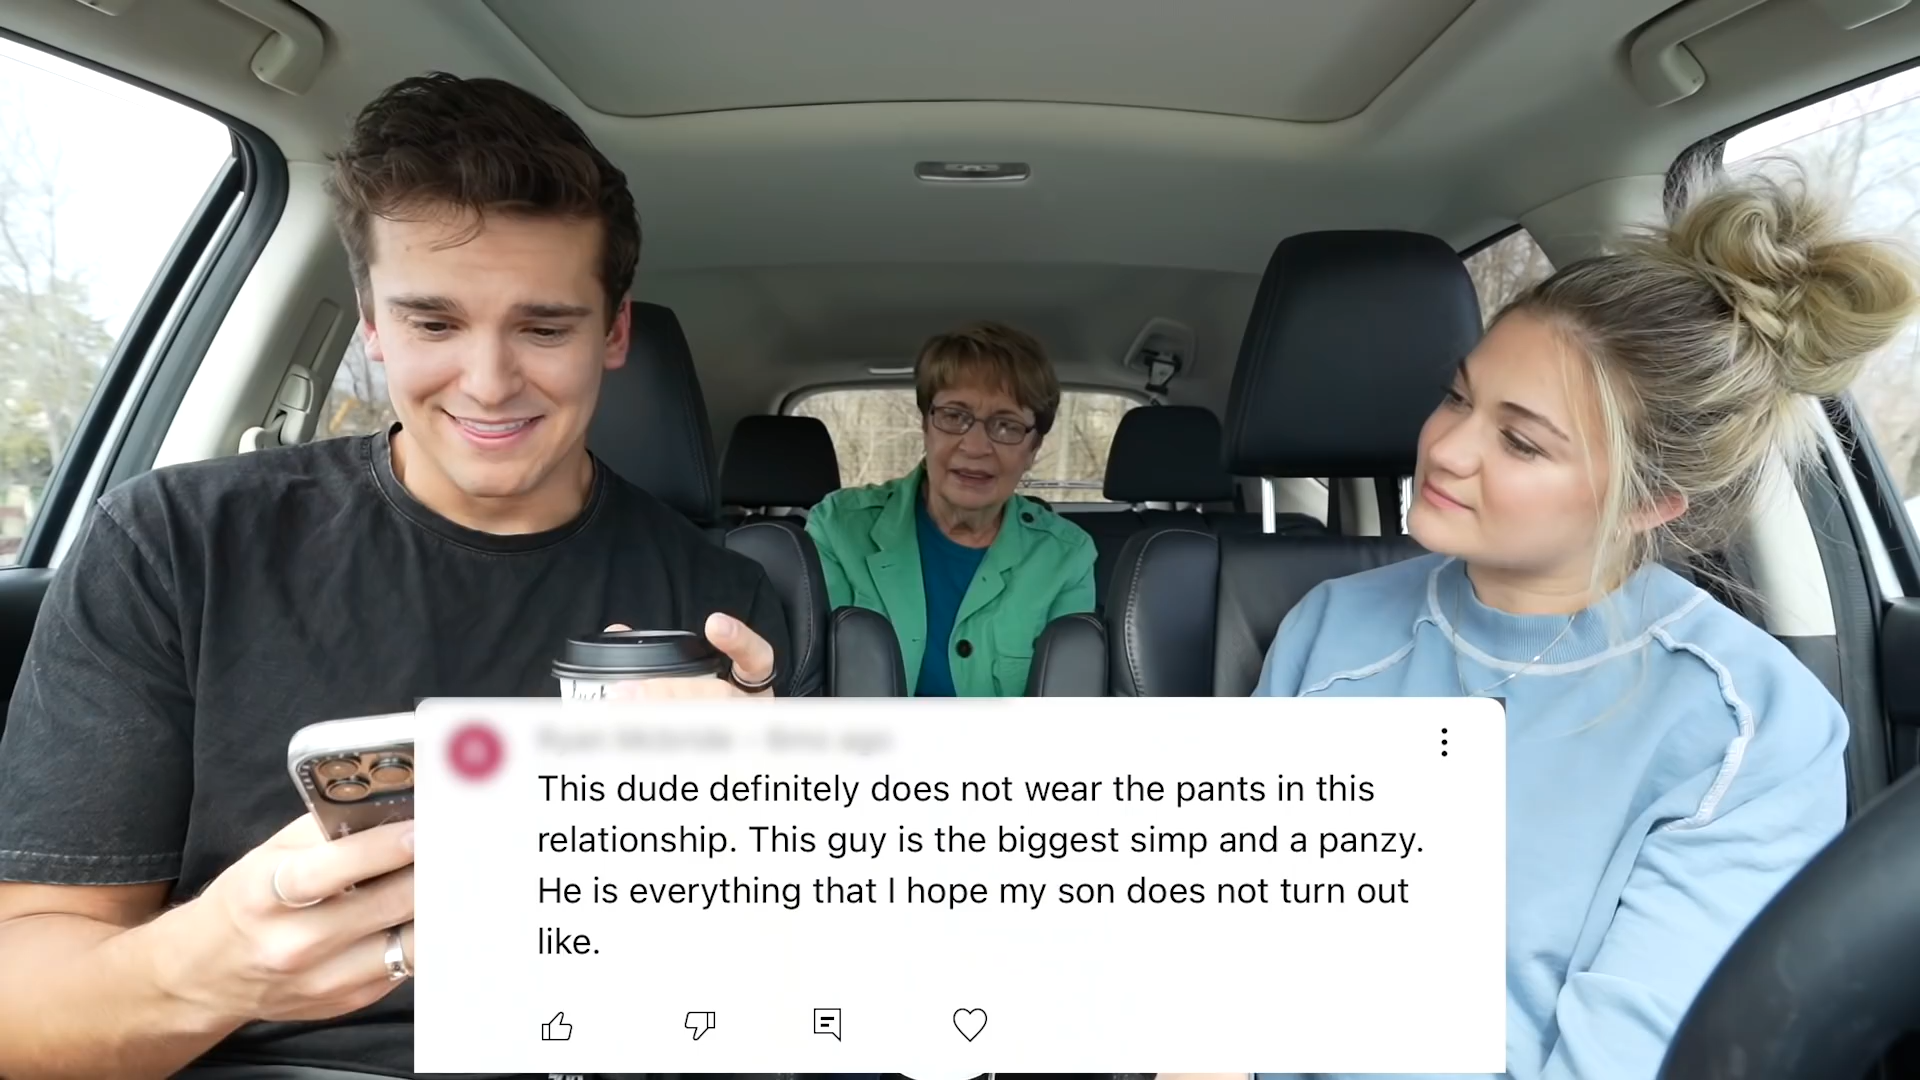 This dude definitely does not wear the pants in this
relationship. This guy is the biggest simp and a panzy.
He is everything that I hope my son does not turn out
like.